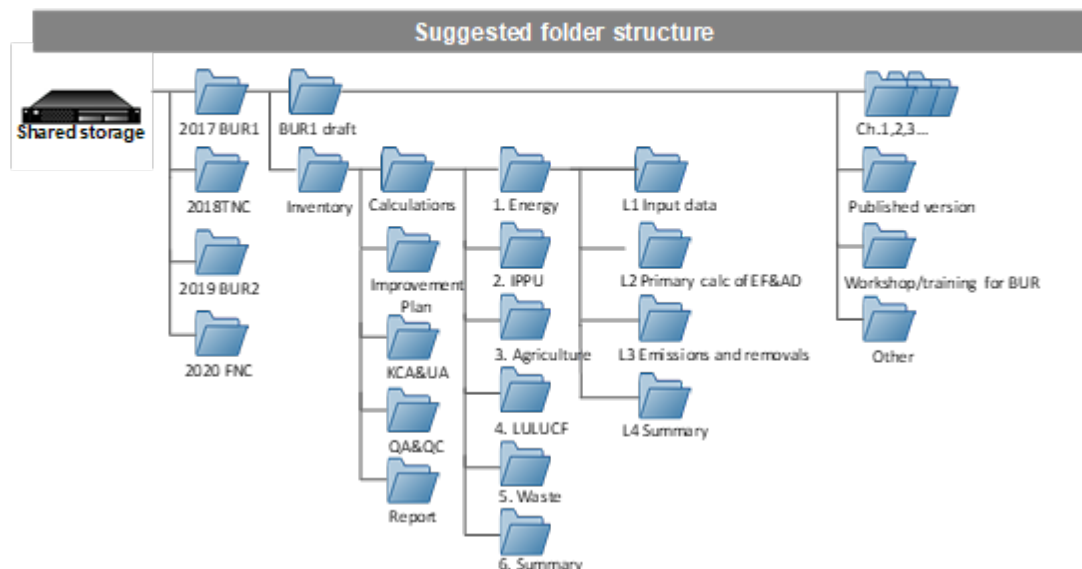 Suggested folder structure
Shared storage
2017 BUR1
BUR1 draft
Ch.1,2,3...
2018TNC
Inventory
Calculations
1. Energy
L1 Input data
Published version
2019 BUR2
Improvement
Plan
2. IPPU
L2 Primary calc of EF&AD
Workshop/training for BUR
2020 FNC
KCA&UA
3. Agriculture
L3 Emissions and removals
Other
QA&QC
4. LULUCF
L4 Summary
Report
5. Waste
6. Summary